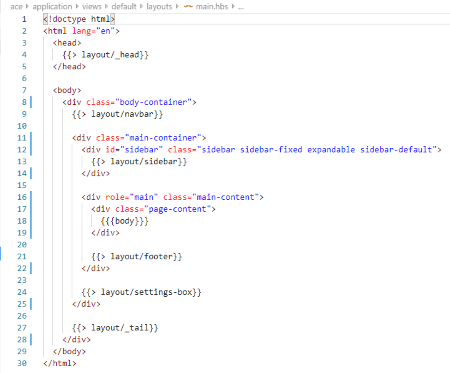 ace › application › views › default › layouts › main.hbs › ...
1 <!doctype html>
2 <html lang="en">
3 <head>
4 {{> layout/_head}}
5 </head>
6
7 <body>
8 <div class="body-container">
9 {{> layout/navbar}}
10
11 <div class="main-container">
12 <div id="sidebar" class="sidebar sidebar-fixed expandable sidebar-default">
13 {{> layout/sidebar}}
14 </div>
15
16 <div role="main" class="main-content">
17 <div class="page-content">
18 {{{body}}}
19 </div>
20
21 {{> layout/footer}}
22 </div>
23
24 {{> layout/settings-box}}
25 </div>
26
27 {{> layout/_tail}}
28 </div>
29 </body>
30 </html>